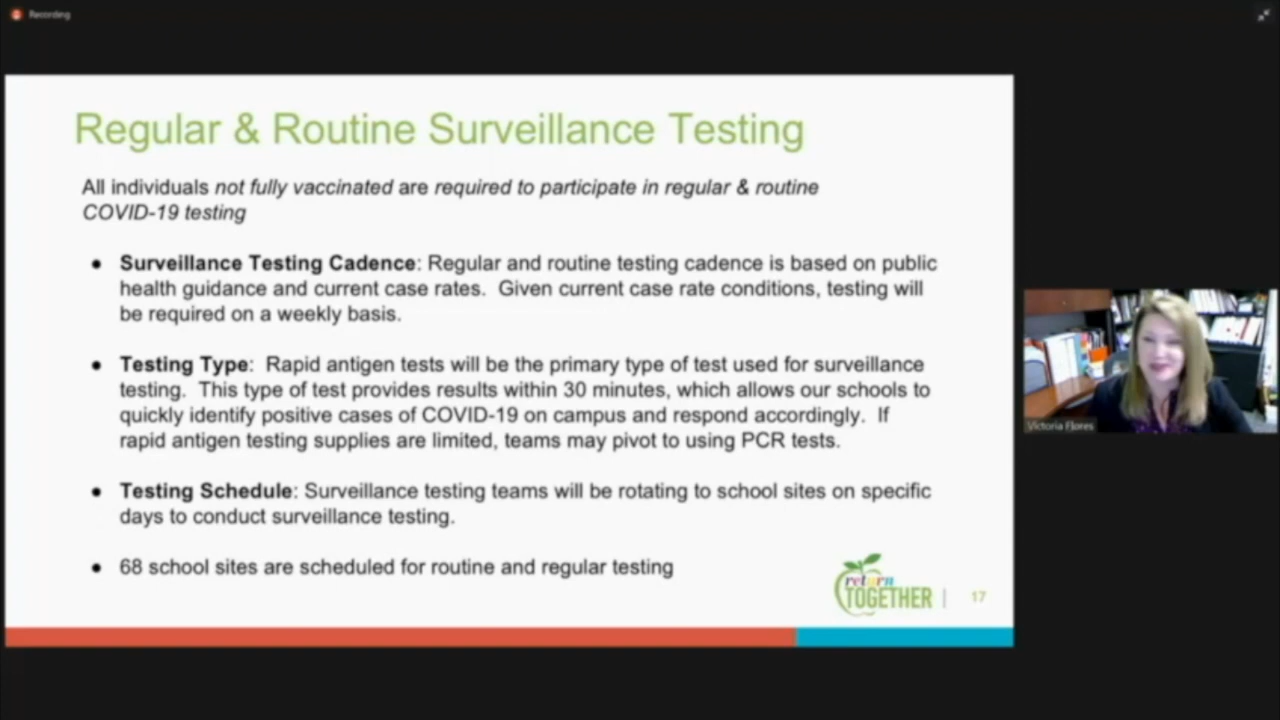 Recording
Regular & Routine Surveillance Testing
All individuals not fully vaccinated are required to participate in regular & routine
COVID-19 testing
● Surveillance Testing Cadence: Regular and routine testing cadence is based on public
health guidance and current case rates. Given current case rate conditions, testing will
be required on a weekly basis.
● Testing Type: Rapid antigen tests will be the primary type of test used for surveillance
testing. This type of test provides results within 30 minutes, which allows our schools to
quickly identify positive cases of COVID-19 on campus and respond accordingly. If
rapid antigen testing supplies are limited, teams may pivot to using PCR tests.
● Testing Schedule: Surveillance testing teams will be rotating to school sites on specific
days to conduct surveillance testing.
● 68 school sites are scheduled for routine and regular testing
return
TOGETHER | 17
Victoria Flores